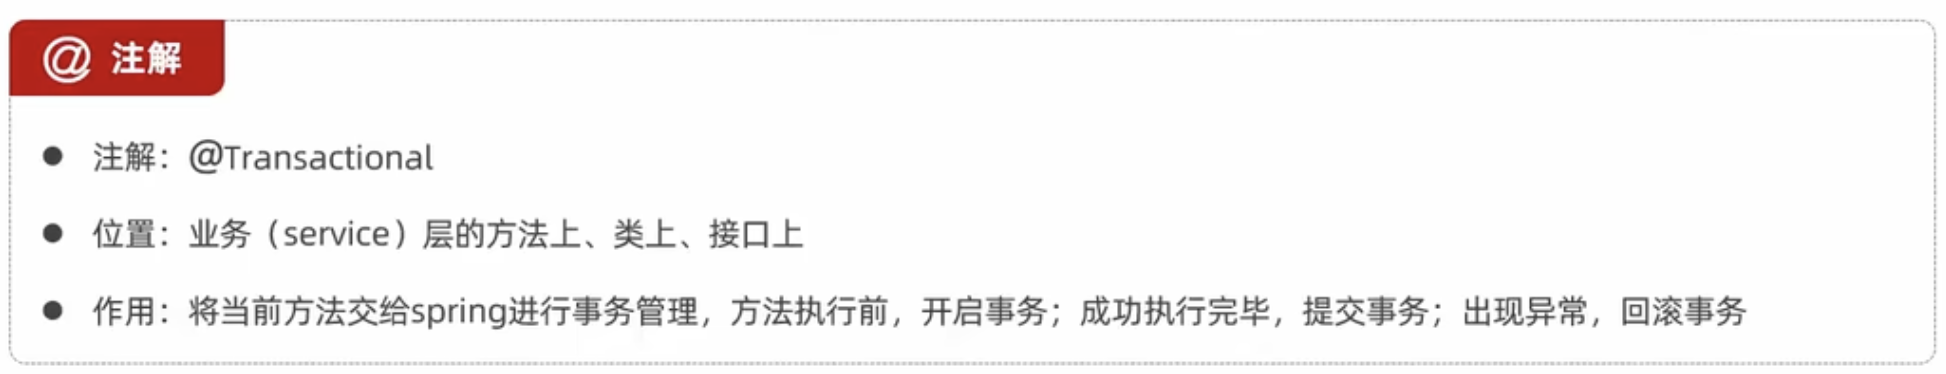 @ 注解
● 注解：@Transactional
● 位置：业务（service）层的方法上、类上、接口上
● 作用：将当前方法交给spring进行事务管理，方法执行前，开启事务；成功执行完毕，提交事务；出现异常，回滚事务